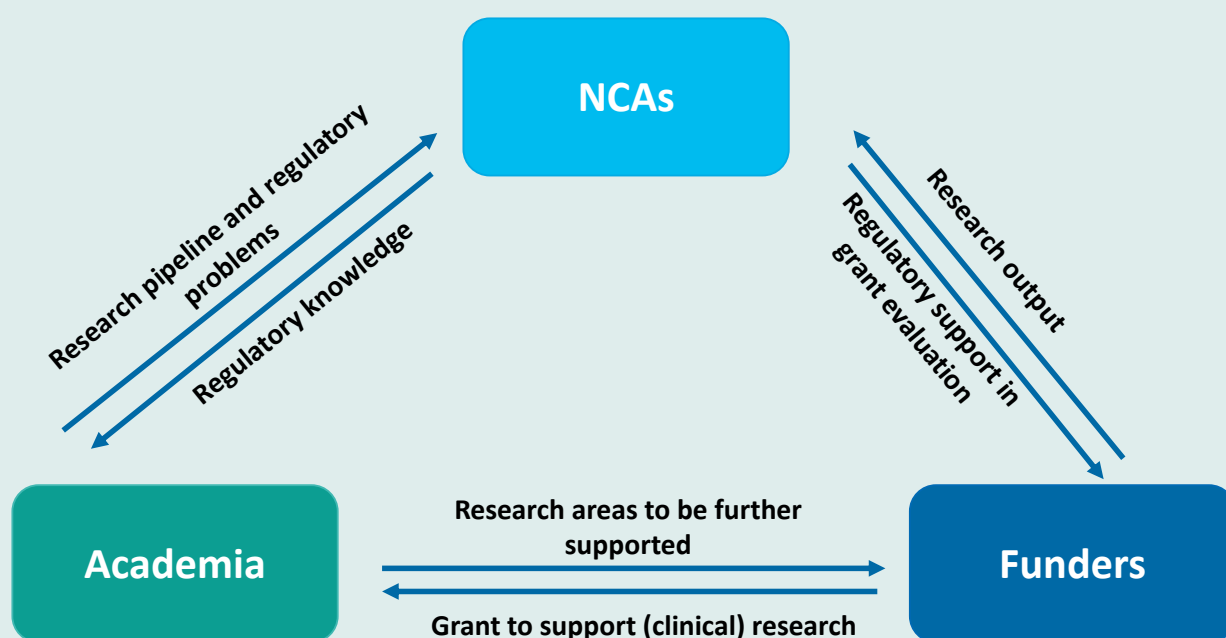 NCAs
Research pipeline and regulatory
problems
Regulatory knowledge
Research output
Regulatory support in
grant evaluation
Academia
Research areas to be further
supported
Grant to support (clinical) research
Funders